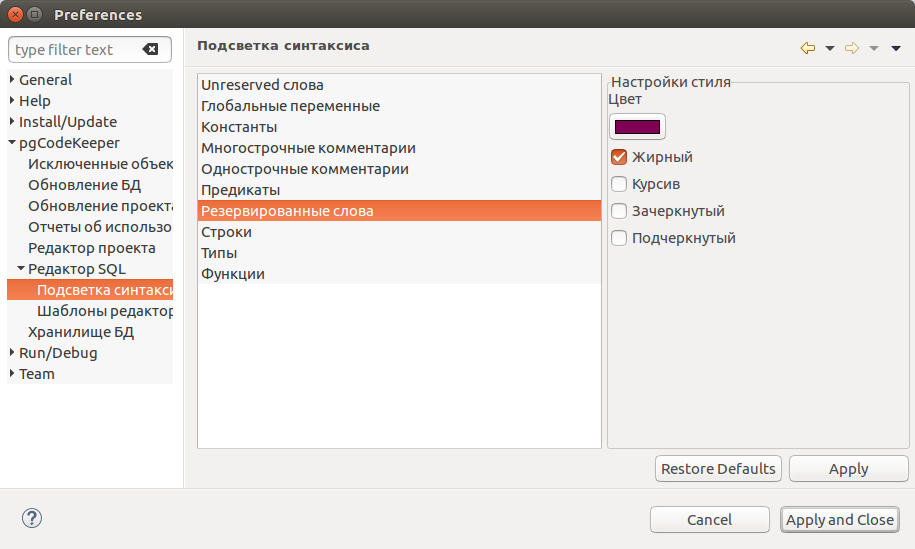 Preferences
type filter text
General
Help
Install/Update
pgCodeKeeper
Исключенные объек
Обновление БД
Обновление проекта
Отчеты об использо
Редактор проекта
Редактор SQL
Подсветка синтакси
Шаблоны редактор
Хранилище БД
Run/Debug
Team
Подсветка синтаксиса
Unreserved слова
Глобальные переменные
Константы
Многострочные комментарии
Однострочные комментарии
Предикаты
Резервированные слова
Строки
Типы
Функции
Настройки стиля
Цвет
Жирный
Курсив
Зачеркнутый
Подчеркнутый
Restore Defaults
Apply
?
Cancel
Apply and Close